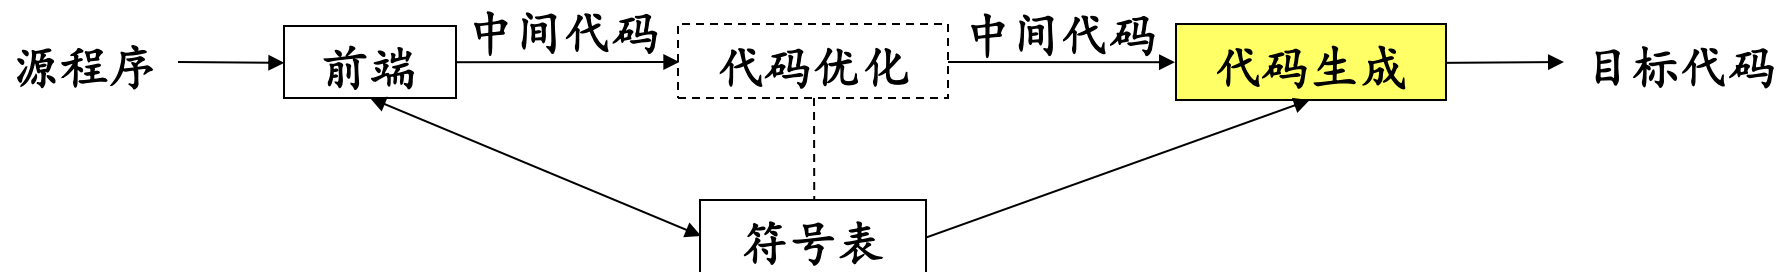 源程序
前端
中间代码
代码优化
中间代码
代码生成
目标代码
符号表